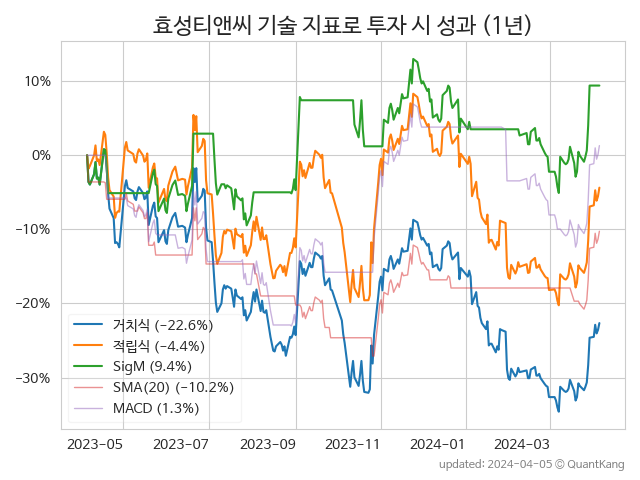 효성티앤씨 기술 지표로 투자 시 성과 (1년)
10%
0%
−10%
−20%
−30%
거치식 (−22.6%)
적립식 (−4.4%)
SigM (9.4%)
SMA(20) (−10.2%)
MACD (1.3%)
2023-05 2023-07 2023-09 2023-11 2024-01 2024-03
updated: 2024-04-05 © QuantKang